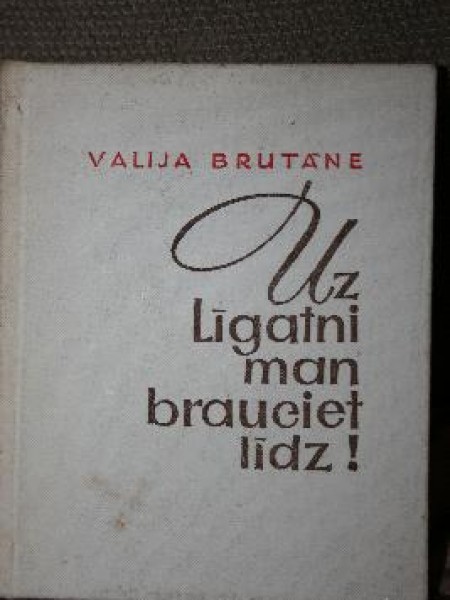 VALIJA BRUTĀNE
Uz
Līgatni
man
brauciet
līdz!